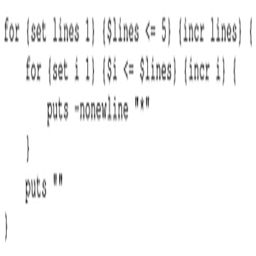 for {set lines 1} {$lines <= 5} {incr lines} {
    for {set i 1} {$i <= $lines} {incr i} {
        puts -nonewline "*"
    }
    puts ""
}